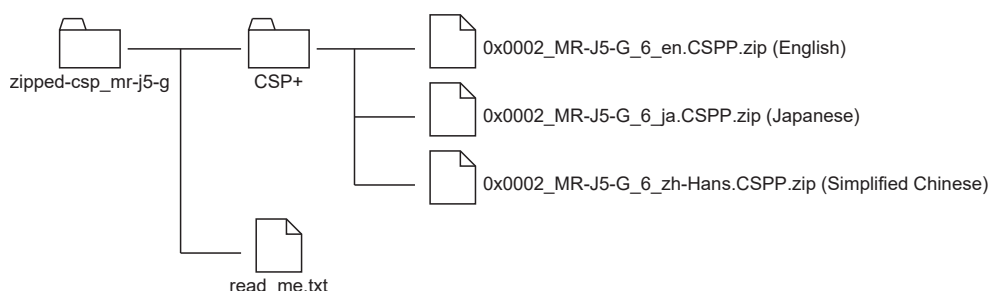 zipped-csp_mr-j5-g
CSP+
0x0002_MR-J5-G_6_en.CSPP.zip (English)
0x0002_MR-J5-G_6_ja.CSPP.zip (Japanese)
0x0002_MR-J5-G_6_zh-Hans.CSPP.zip (Simplified Chinese)
read_me.txt